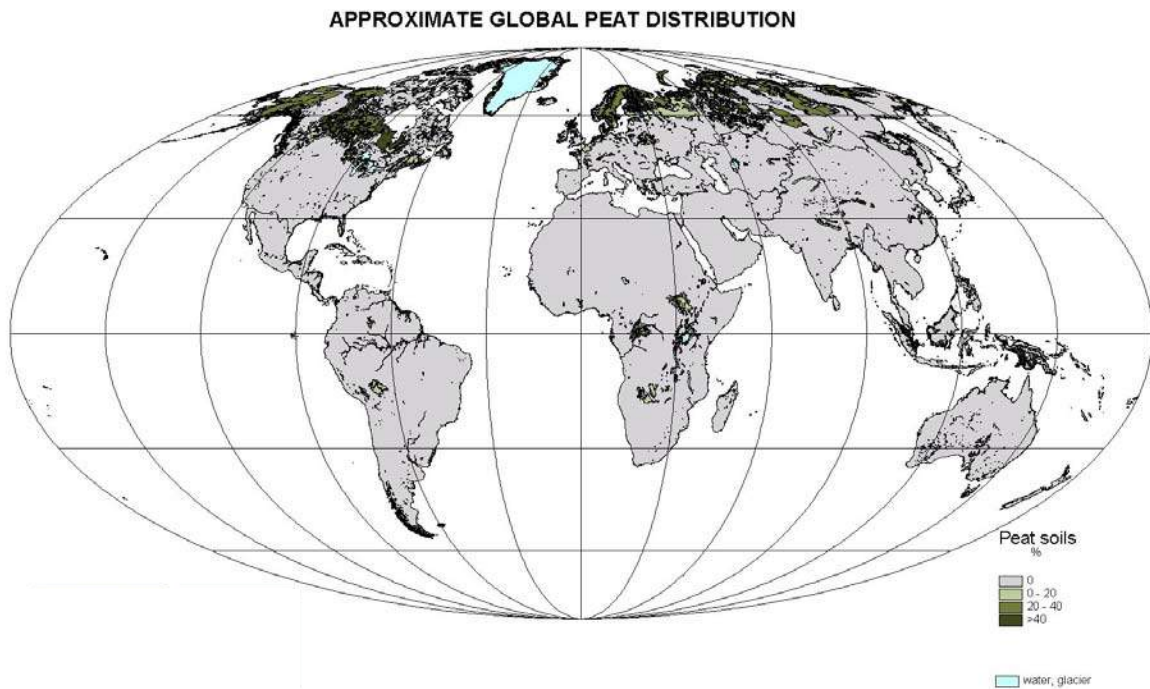 APPROXIMATE GLOBAL PEAT DISTRIBUTION
Peat soils
%
0
0 - 20
20 - 40
>40
water, glacier